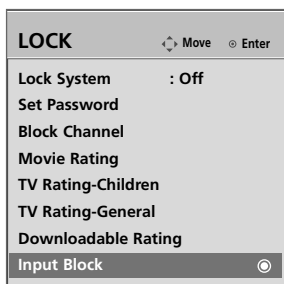 LOCK Move Enter
Lock System : Off
Set Password
Block Channel
Movie Rating
TV Rating-Children
TV Rating-General
Downloadable Rating
Input Block